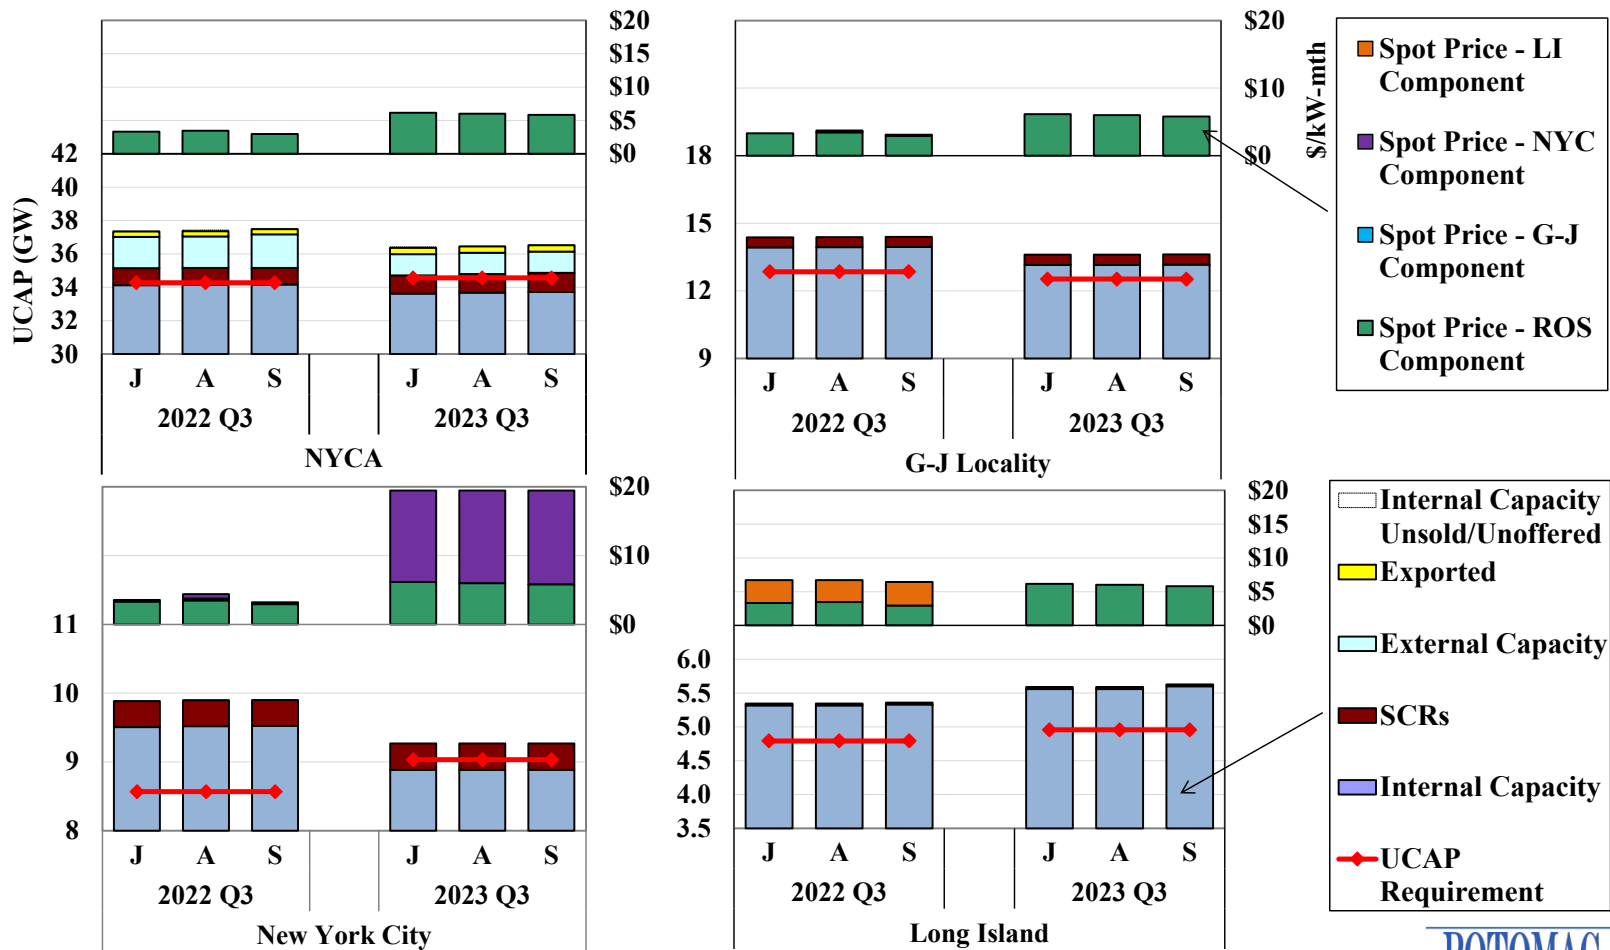 $20
$15
$10
$5
$0
42
40
38
36
34
32
30
UCAP (GW)
J A S J A S
2022 Q3 2023 Q3
NYCA
$20
$10
$0
$/kW-mth
18
15
12
9
J A S J A S
2022 Q3 2023 Q3
G-J Locality
Spot Price - LI
Component
Spot Price - NYC
Component
Spot Price - G-J
Component
Spot Price - ROS
Component
$20
$10
$0
11
10
9
8
J A S J A S
2022 Q3 2023 Q3
New York City
$20
$15
$10
$5
$0
6.0
5.5
5.0
4.5
4.0
3.5
J A S J A S
2022 Q3 2023 Q3
Long Island
Internal Capacity
Unsold/Unoffered
Exported
External Capacity
SCRs
Internal Capacity
UCAP
Requirement
POTOMAC